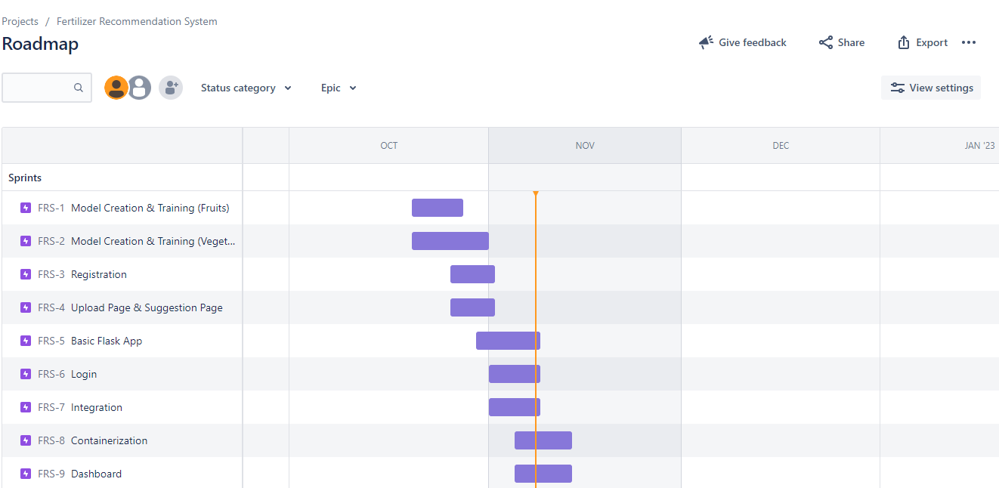 Projects / Fertilizer Recommendation System
Roadmap
Give feedback
Share
Export
Status category
Epic
View settings
OCT
NOV
DEC
JAN '23
Sprints
FRS-1 Model Creation & Training (Fruits)
FRS-2 Model Creation & Training (Veget...
FRS-3 Registration
FRS-4 Upload Page & Suggestion Page
FRS-5 Basic Flask App
FRS-6 Login
FRS-7 Integration
FRS-8 Containerization
FRS-9 Dashboard